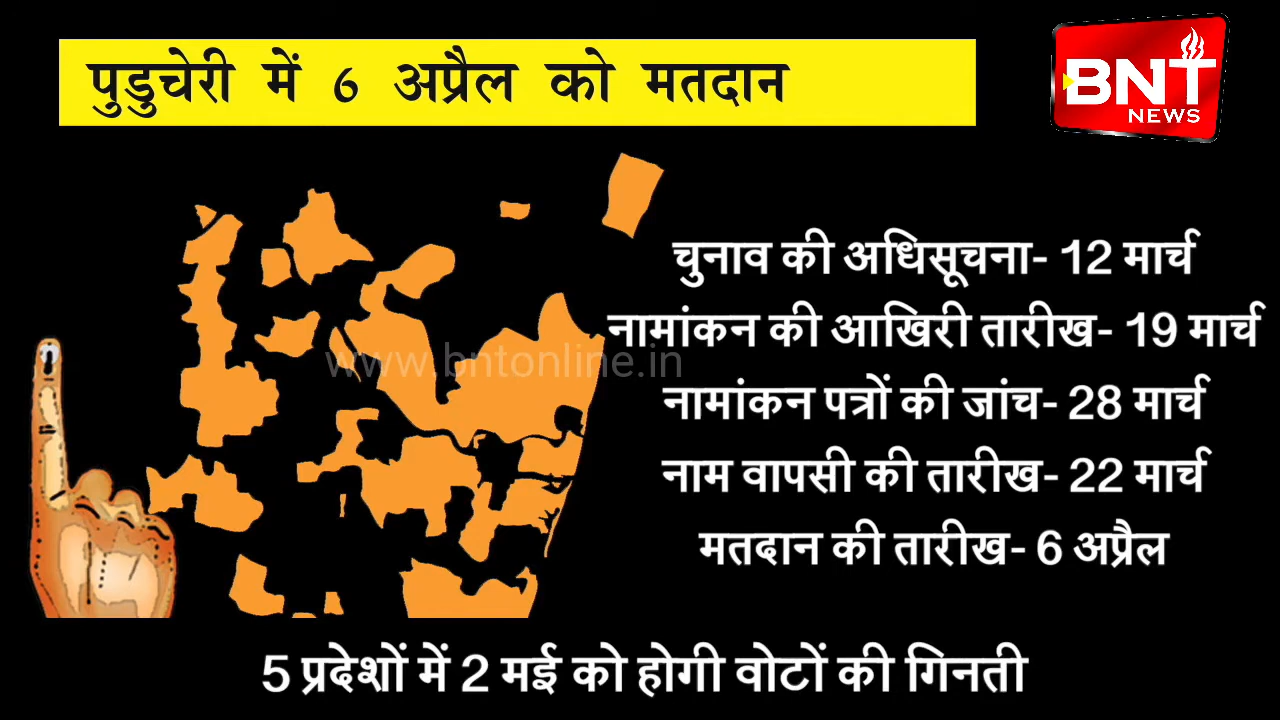 पुडुचेरी में 6 अप्रैल को मतदान
BNT
NEWS
चुनाव की अधिसूचना- 12 मार्च
नामांकन की आखिरी तारीख- 19 मार्च
www.bntonline.in
नामांकन पत्रों की जांच- 28 मार्च
नाम वापसी की तारीख- 22 मार्च
मतदान की तारीख- 6 अप्रैल
5 प्रदेशों में 2 मई को होगी वोटों की गिनती